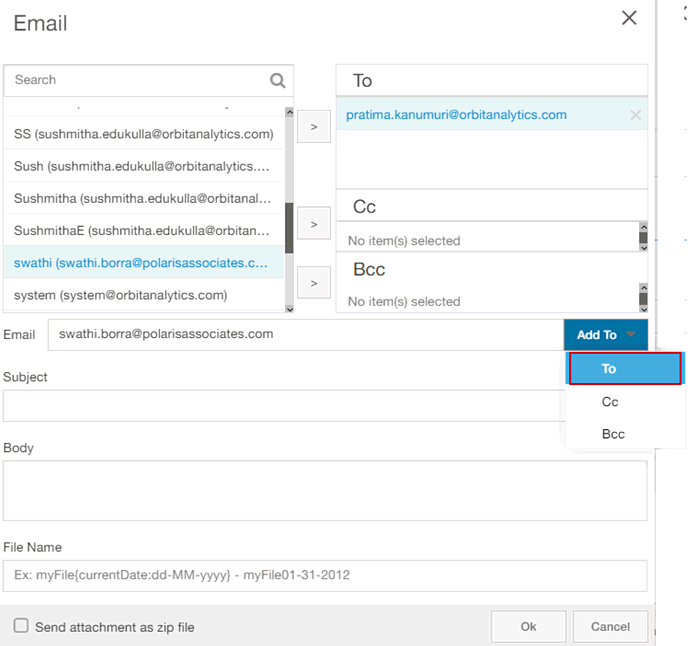 Email
Search
To
pratima.kanumuri@orbitanalytics.com
>
SS (sushmitha.edukulla@orbitanalytics.com)
Sush (sushmitha.edukulla@orbitanalytics....
Sushmitha (sushmitha.edukulla@orbitanal...
Cc
>
SushmithaE (sushmitha.edukulla@orbitan...
No item(s) selected
swathi (swathi.borra@polarisassociates.c...
Bcc
>
system (system@orbitanalytics.com)
No item(s) selected
Email
swathi.borra@polarisassociates.com
Add To
To
Cc
Bcc
Subject
Body
File Name
Ex: myFile{currentDate:dd-MM-yyyy} - myFile01-31-2012
Send attachment as zip file
Ok
Cancel